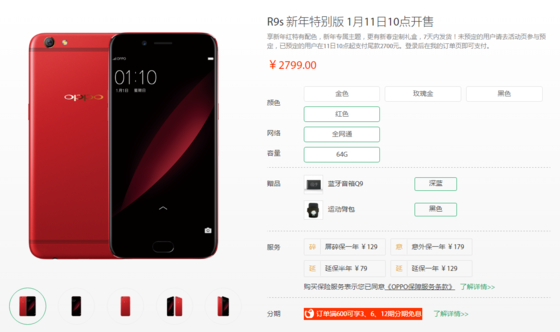 R9s 新年特别版 1月11日10点开售
享新年红特有配色，新年专属主题，更有新春定制礼盒，7天内发货！未预定的用户请去活动页参与预
定，已预定的用户在11日10点起支付尾款2700元。登录后在我的订单页即可支付。
￥2799.00
颜色
金色
玫瑰金
黑色
红色
网络
全网通
容量
64G
赠品
蓝牙音箱Q9
深蓝
运动臂包
黑色
服务
碎 屏碎保一年 ￥129
意外保一年 ￥179
延 延保半年 ￥79
延 延保一年 ￥129
购买保险服务表示您已同意《OPPO保障服务条款》 了解详情>>
分期
订单满600可享3、6、12期分期免息
了解详情>>
oppo
01:10